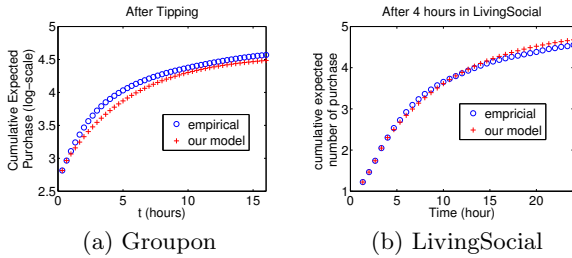 After Tipping
Cumulative Expected
Purchase (log-scale)
5
4.5
4
3.5
3
2.5
0 5 10 15
t (hours)
empirical
our model
(a) Groupon
After 4 hours in LivingSocial
cumulative expected
number of purchase
5
4
3
2
1
0 5 10 15 20
Time (hour)
empricical
our model
(b) LivingSocial